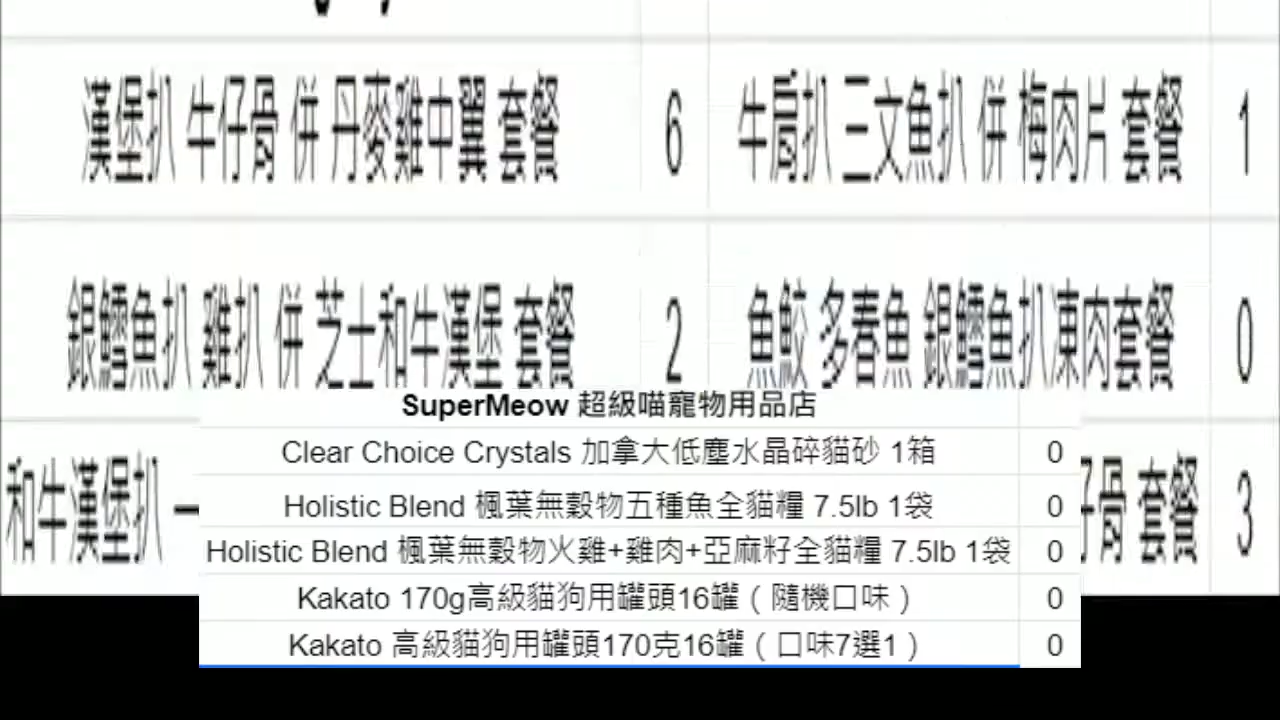 漢堡扒 牛仔骨 併 丹麥雞中翼 套餐 6 牛肩扒 三文魚扒 併 梅肉片 套餐 1
銀鱈魚扒 雞扒 併 芝士和牛漢堡 套餐 2 魚鮫 多春魚 銀鱈魚扒凍肉套餐 0
和牛漢堡扒 一 仔骨 套餐 3
SuperMeow 超級喵寵物用品店
Clear Choice Crystals 加拿大低塵水晶碎貓砂 1箱 0
Holistic Blend 楓葉無穀物五種魚全貓糧 7.5lb 1袋 0
Holistic Blend 楓葉無穀物火雞+雞肉+亞麻籽全貓糧 7.5lb 1袋 0
Kakato 170g高級貓狗用罐頭16罐（隨機口味） 0
Kakato 高級貓狗用罐頭170克16罐（口味7選1） 0